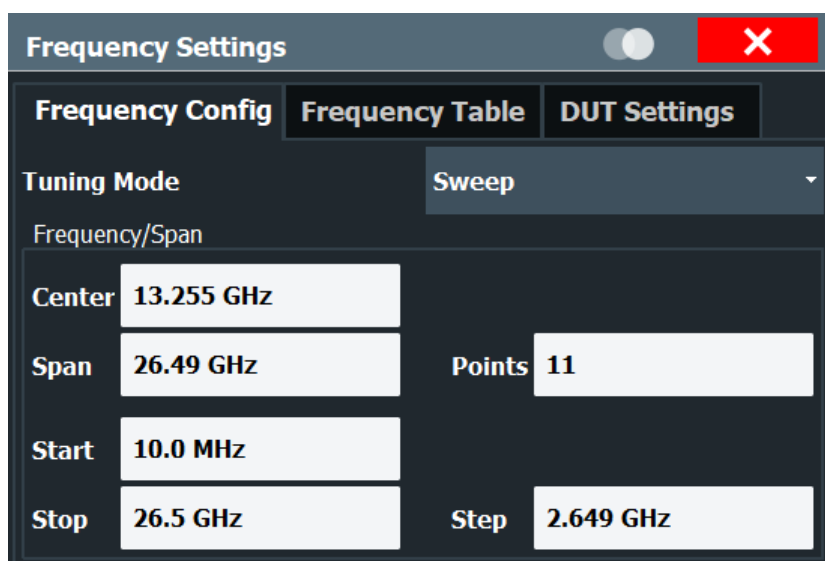 Frequency Settings
Frequency Config Frequency Table DUT Settings
Tuning Mode Sweep
Frequency/Span
Center 13.255 GHz
Span 26.49 GHz Points 11
Start 10.0 MHz
Stop 26.5 GHz Step 2.649 GHz